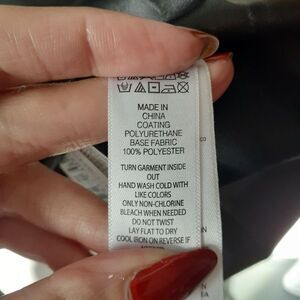 MADE IN
CHINA
COATING
POLYURETHANE
BASE FABRIC
100% POLYESTER
TURN GARMENT INSIDE
OUT
HAND WASH COLD WITH
LIKE COLORS
ONLY NON-CHLORINE
BLEACH WHEN NEEDED
DO NOT TWIST
LAY FLAT TO DRY
COOL IRON ON REVERSE IF